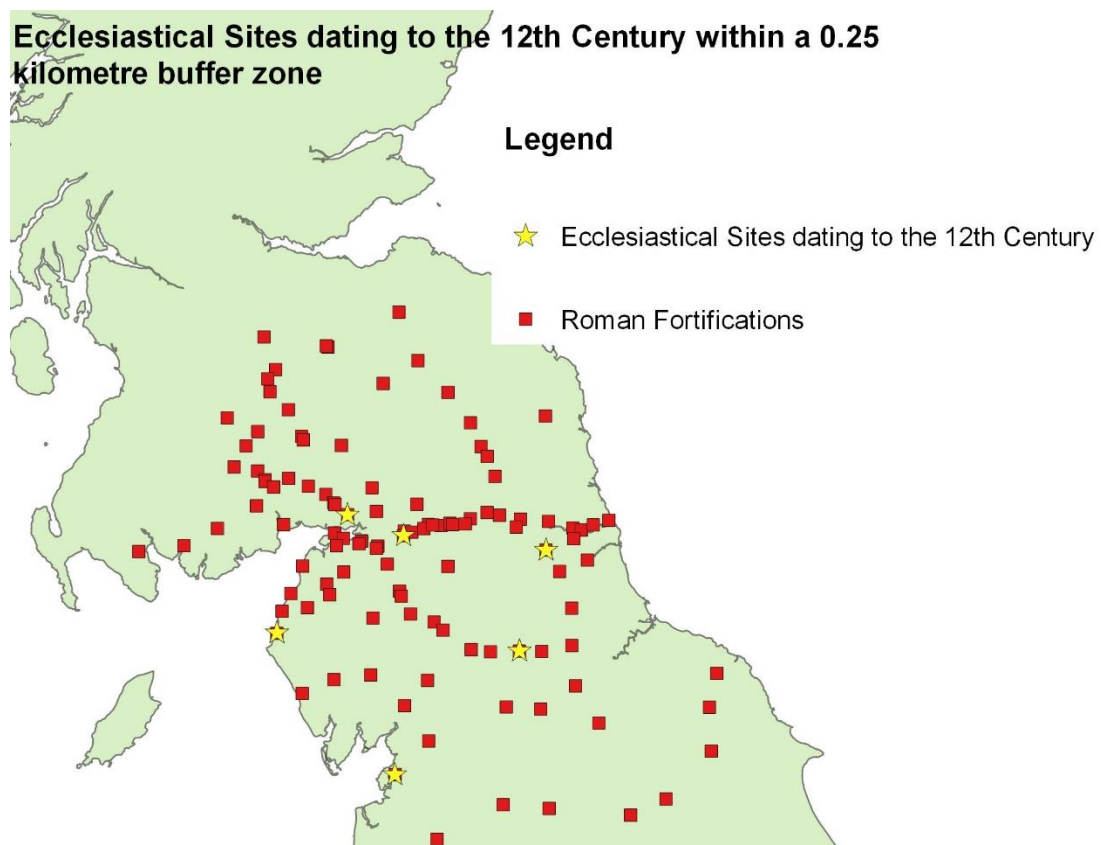 Ecclesiastical Sites dating to the 12th Century within a 0.25
kilometre buffer zone
Legend
Ecclesiastical Sites dating to the 12th Century
Roman Fortifications